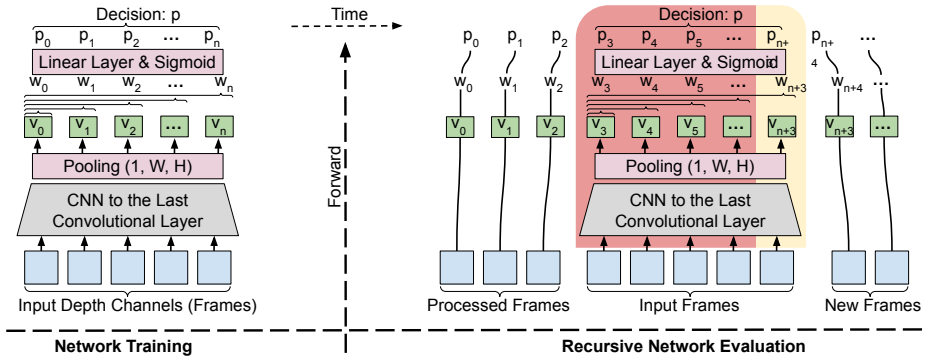 Decision: p
p0 p1 p2 ... pn
Linear Layer & Sigmoid
w0 w1 w2 ... wn
v0 v1 v2 ... vn
Pooling (1, W, H)
CNN to the Last
Convolutional Layer
Input Depth Channels (Frames)
Network Training
Time
Forward
p0 p1 p2
w0 w1 w2
v0 v1 v2
Processed Frames
Decision: p
p3 p4 p5 ... pn+
Linear Layer & Sigmoid
w3 w4 w5 ... wn+3
v3 v4 v5 ... vn+3
Pooling (1, W, H)
CNN to the Last
Convolutional Layer
Input Frames
pn+4 ...
wn+4 ...
vn+3 ...
New Frames
Recursive Network Evaluation